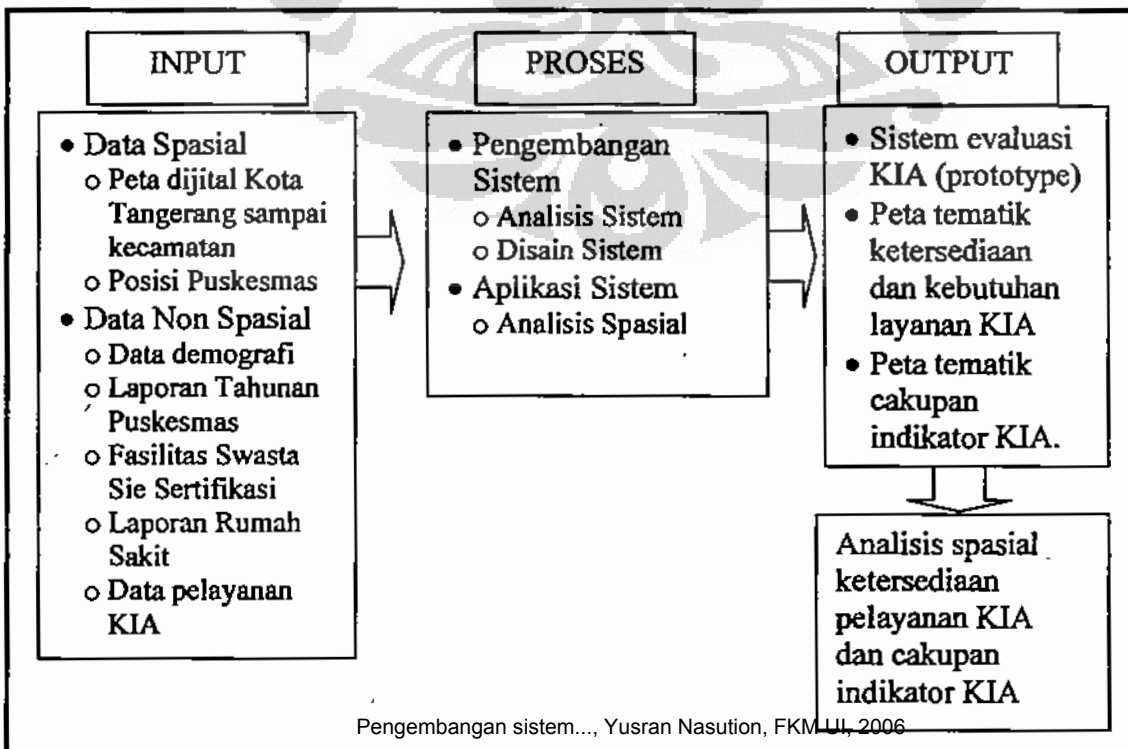 INPUT
• Data Spasial
o Peta dijital Kota
Tangerang sampai
kecamatan
o Posisi Puskesmas
• Data Non Spasial
o Data demografi
o Laporan Tahunan
Puskesmas
o Fasilitas Swasta
Sie Sertifikasi
o Laporan Rumah
Sakit
o Data pelayanan
KIA
PROSES
• Pengembangan
Sistem
o Analisis Sistem
o Disain Sistem
• Aplikasi Sistem
o Analisis Spasial
OUTPUT
• Sistem evaluasi
KIA (prototype)
• Peta tematik
ketersediaan
dan kebutuhan
layanan KIA
• Peta tematik
cakupan
indikator KIA.
Analisis spasial
ketersediaan
pelayanan KIA
dan cakupan
indikator KIA
Pengembangan sistem..., Yusran Nasution, FKM UI, 2006